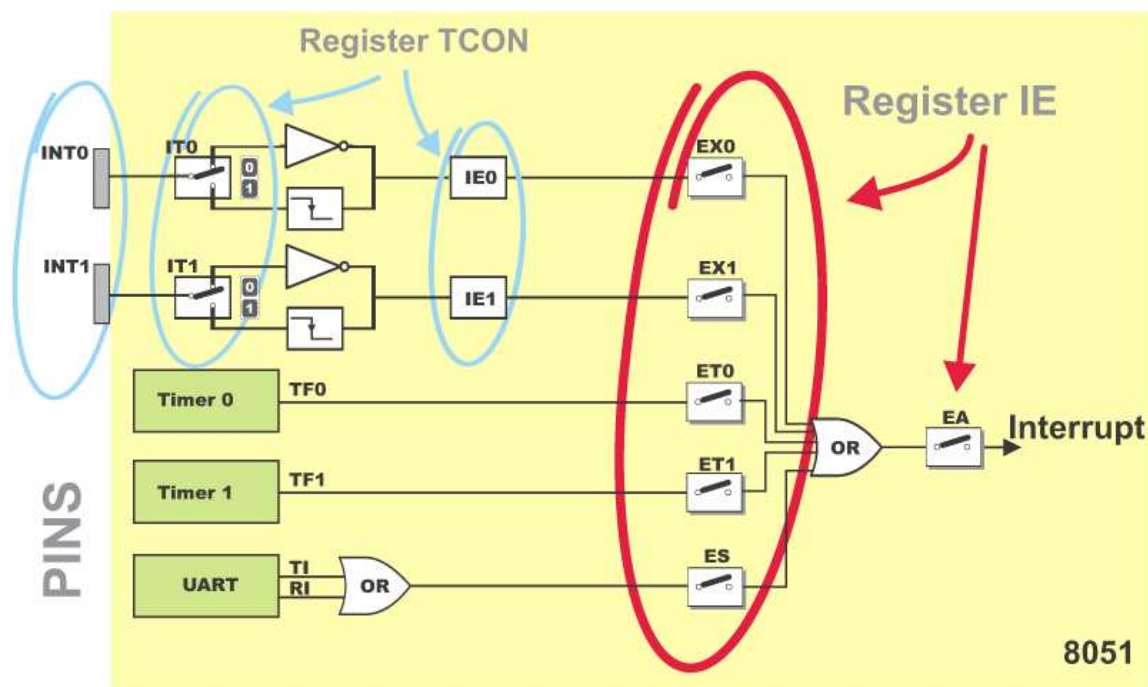 Register TCON
Register IE
INT0
IT0
0
1
IE0
EX0
INT1
IT1
0
1
IE1
EX1
Timer 0
TF0
ET0
OR
EA
Interrupt
Timer 1
TF1
ET1
PINS
UART
TI
RI
OR
ES
8051